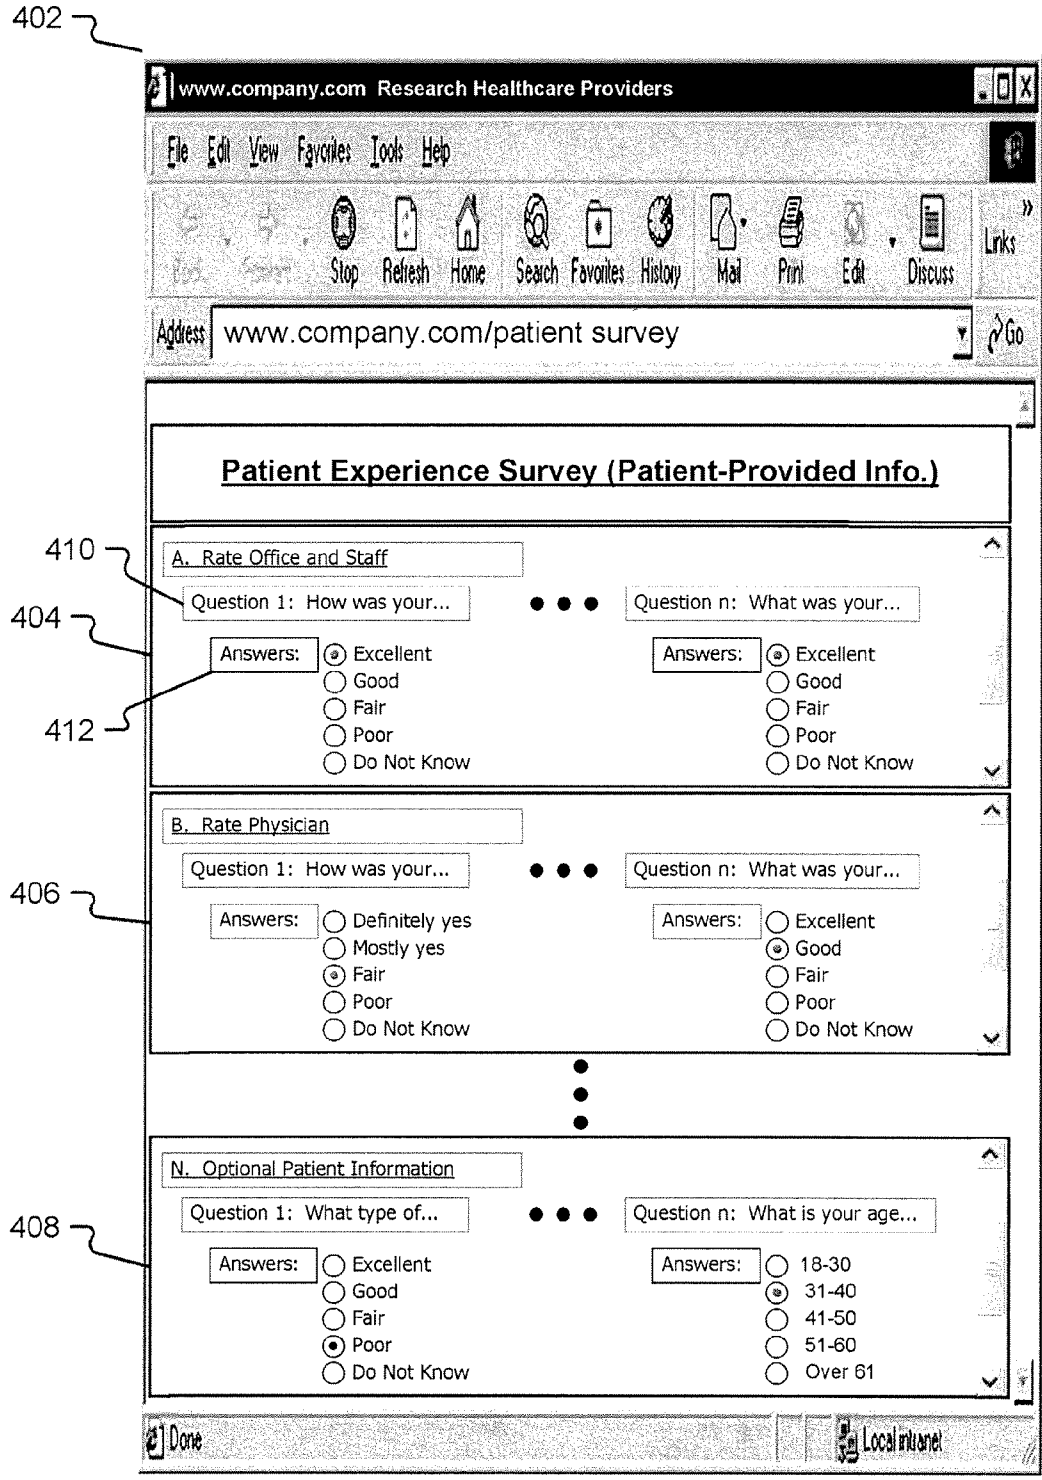 402
www.company.com Research Healthcare Providers
File Edit View Favorites Tools Help
Stop Refresh Home Search Favorites History Mail Print Edit Discuss Links »
Address www.company.com/patient survey Go
Patient Experience Survey (Patient-Provided Info.)
410
A. Rate Office and Staff
Question 1: How was your... Question n: What was your...
404
Answers: Excellent Answers: Excellent
Good Good
412
Fair Fair
Poor Poor
Do Not Know Do Not Know
B. Rate Physician
Question 1: How was your... Question n: What was your...
406
Answers: Definitely yes Answers: Excellent
Mostly yes Good
Fair Fair
Poor Poor
Do Not Know Do Not Know
N. Optional Patient Information
Question 1: What type of... Question n: What is your age...
408
Answers: Excellent Answers: 18-30
Good 31-40
Fair 41-50
Poor 51-60
Do Not Know Over 61
Done Local intranet